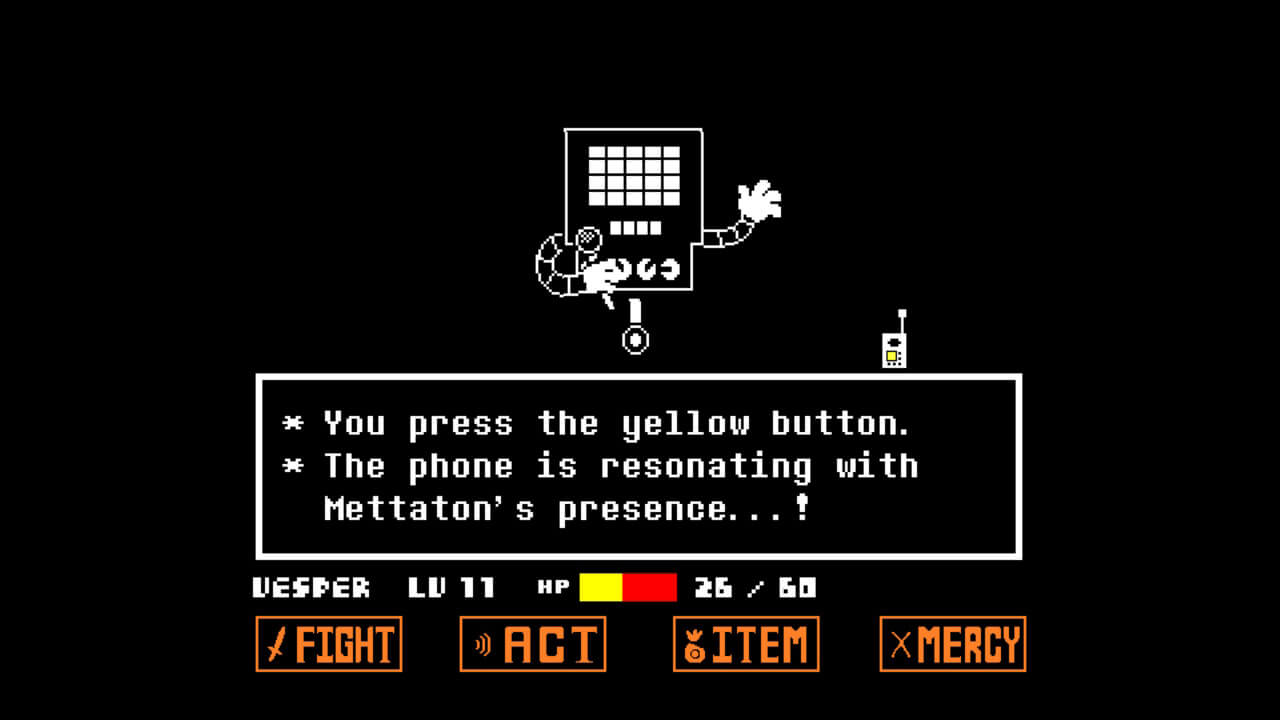 * You press the yellow button.
* The phone is resonating with
Mettaton's presence...!
VESPER LV 11 HP 26 / 60
FIGHT ACT ITEM MERCY